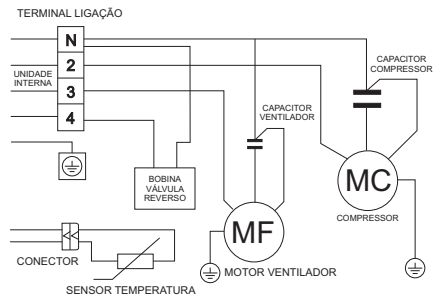 TERMINAL LIGAÇÃO
N
2
3
4
UNIDADE
INTERNA
CAPACITOR
COMPRESSOR
CAPACITOR
VENTILADOR
BOBINA
VÁLVULA
REVERSO
MC
COMPRESSOR
MF
MOTOR VENTILADOR
CONECTOR
SENSOR TEMPERATURA